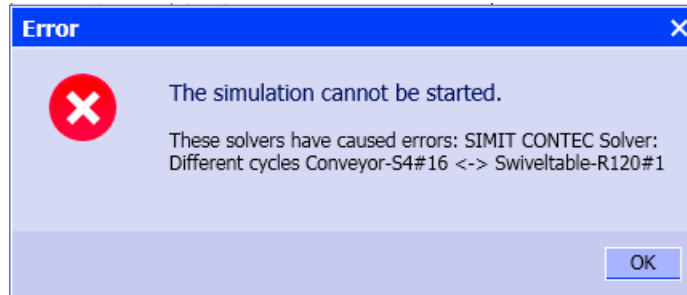 Error
The simulation cannot be started.
These solvers have caused errors: SIMIT CONTEC Solver:
Different cycles Conveyor-S4#16 <-> Swiveltable-R120#1
OK